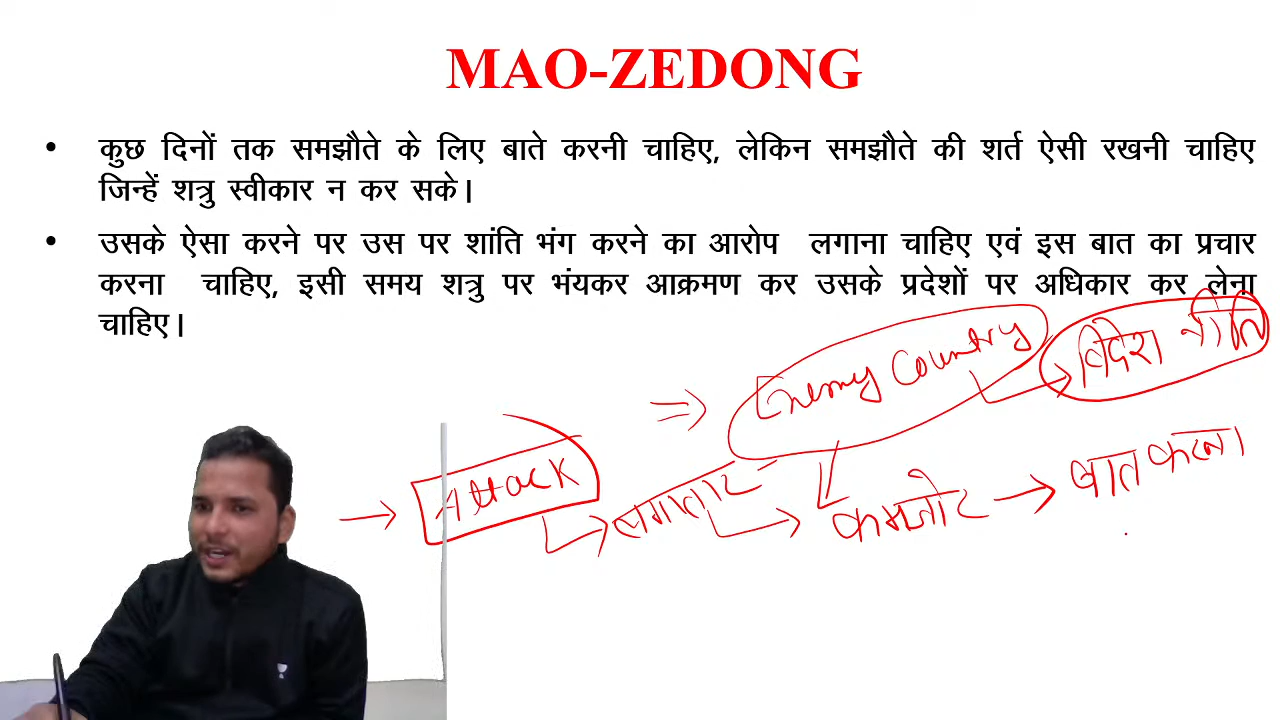 MAO-ZEDONG
• कुछ दिनों तक समझौते के लिए बाते करनी चाहिए, लेकिन समझौते की शर्त ऐसी रखनी चाहिए
जिन्हें शत्रु स्वीकार न कर सके।
• उसके ऐसा करने पर उस पर शांति भंग करने का आरोप लगाना चाहिए एवं इस बात का प्रचार
करना चाहिए, इसी समय शत्रु पर भंयकर आक्रमण कर उसके प्रदेशों पर अधिकार कर लेना
चाहिए।
⇒ Enemy Country → विदेश नीति
→ Attack → लगातार → कमजोर → बात करना